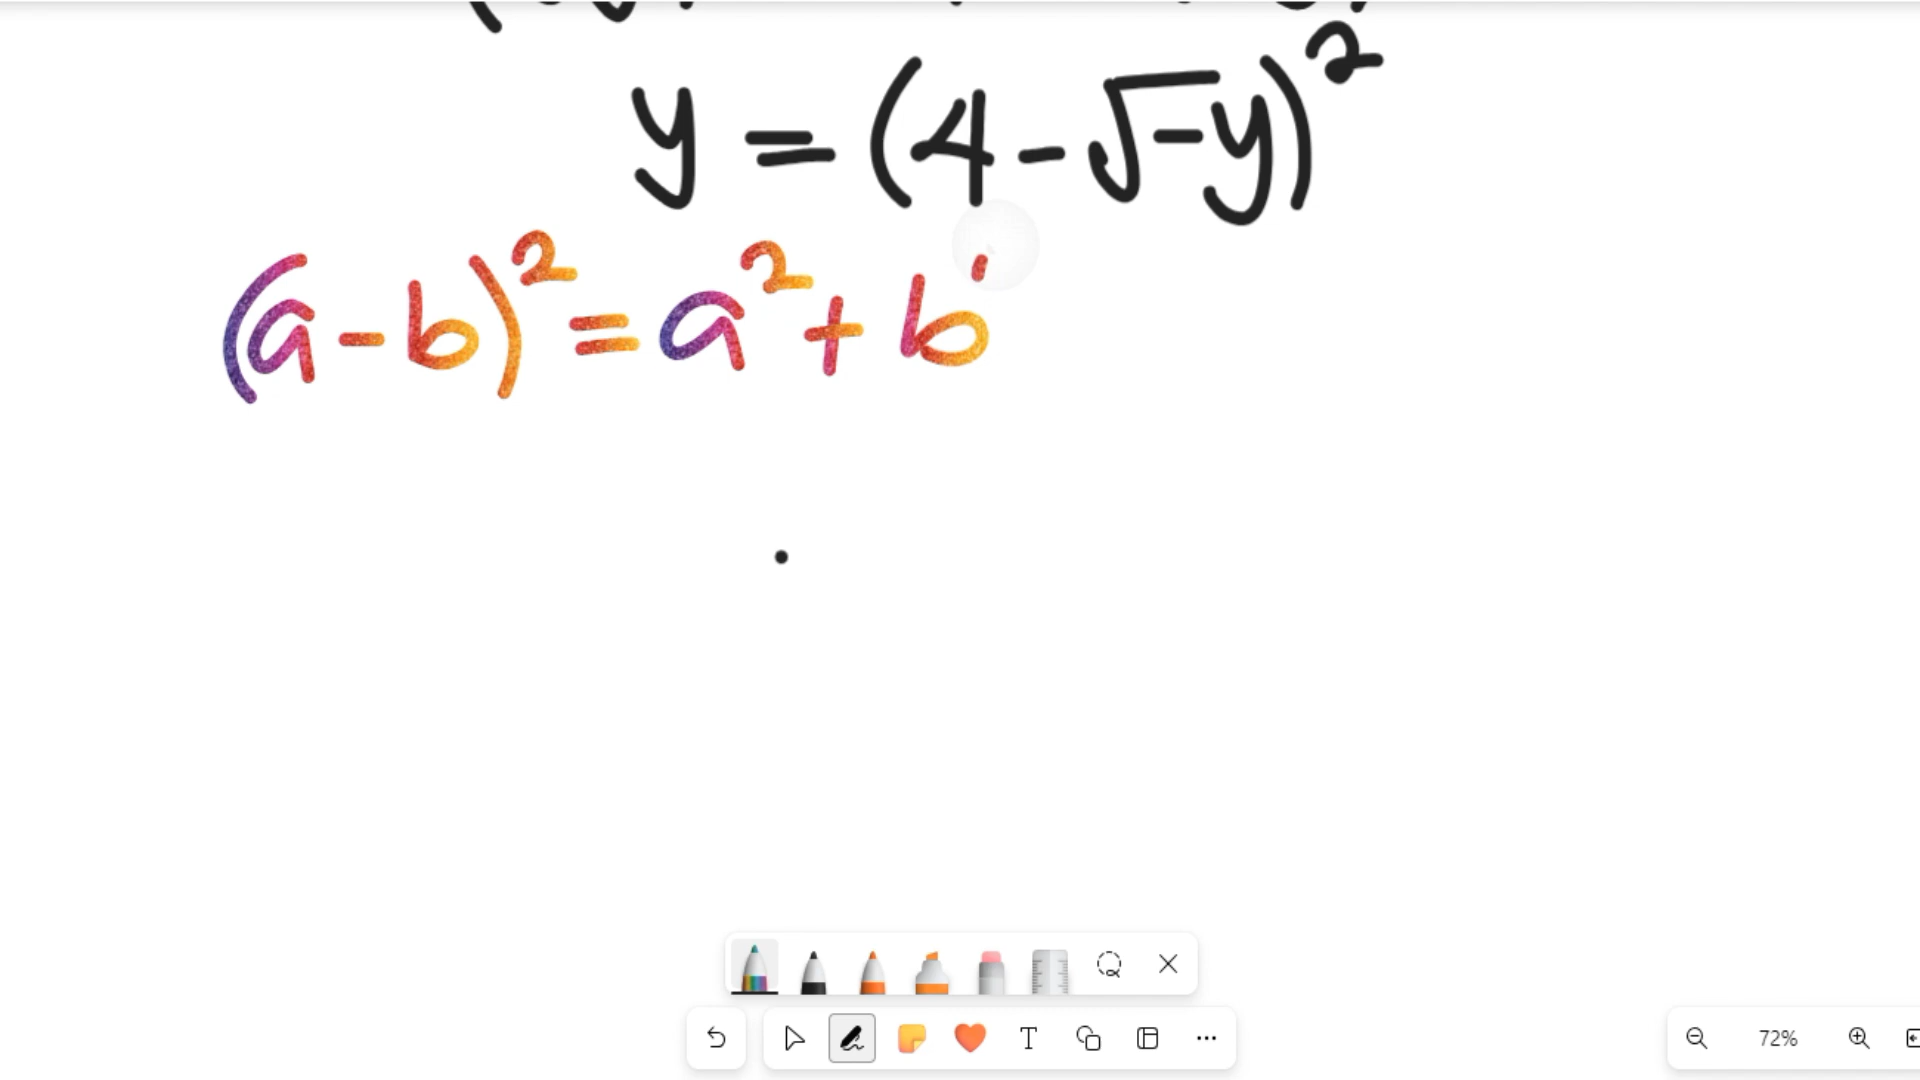 y = (4-√-y)²
(a-b)² = a² + b'
T
72%